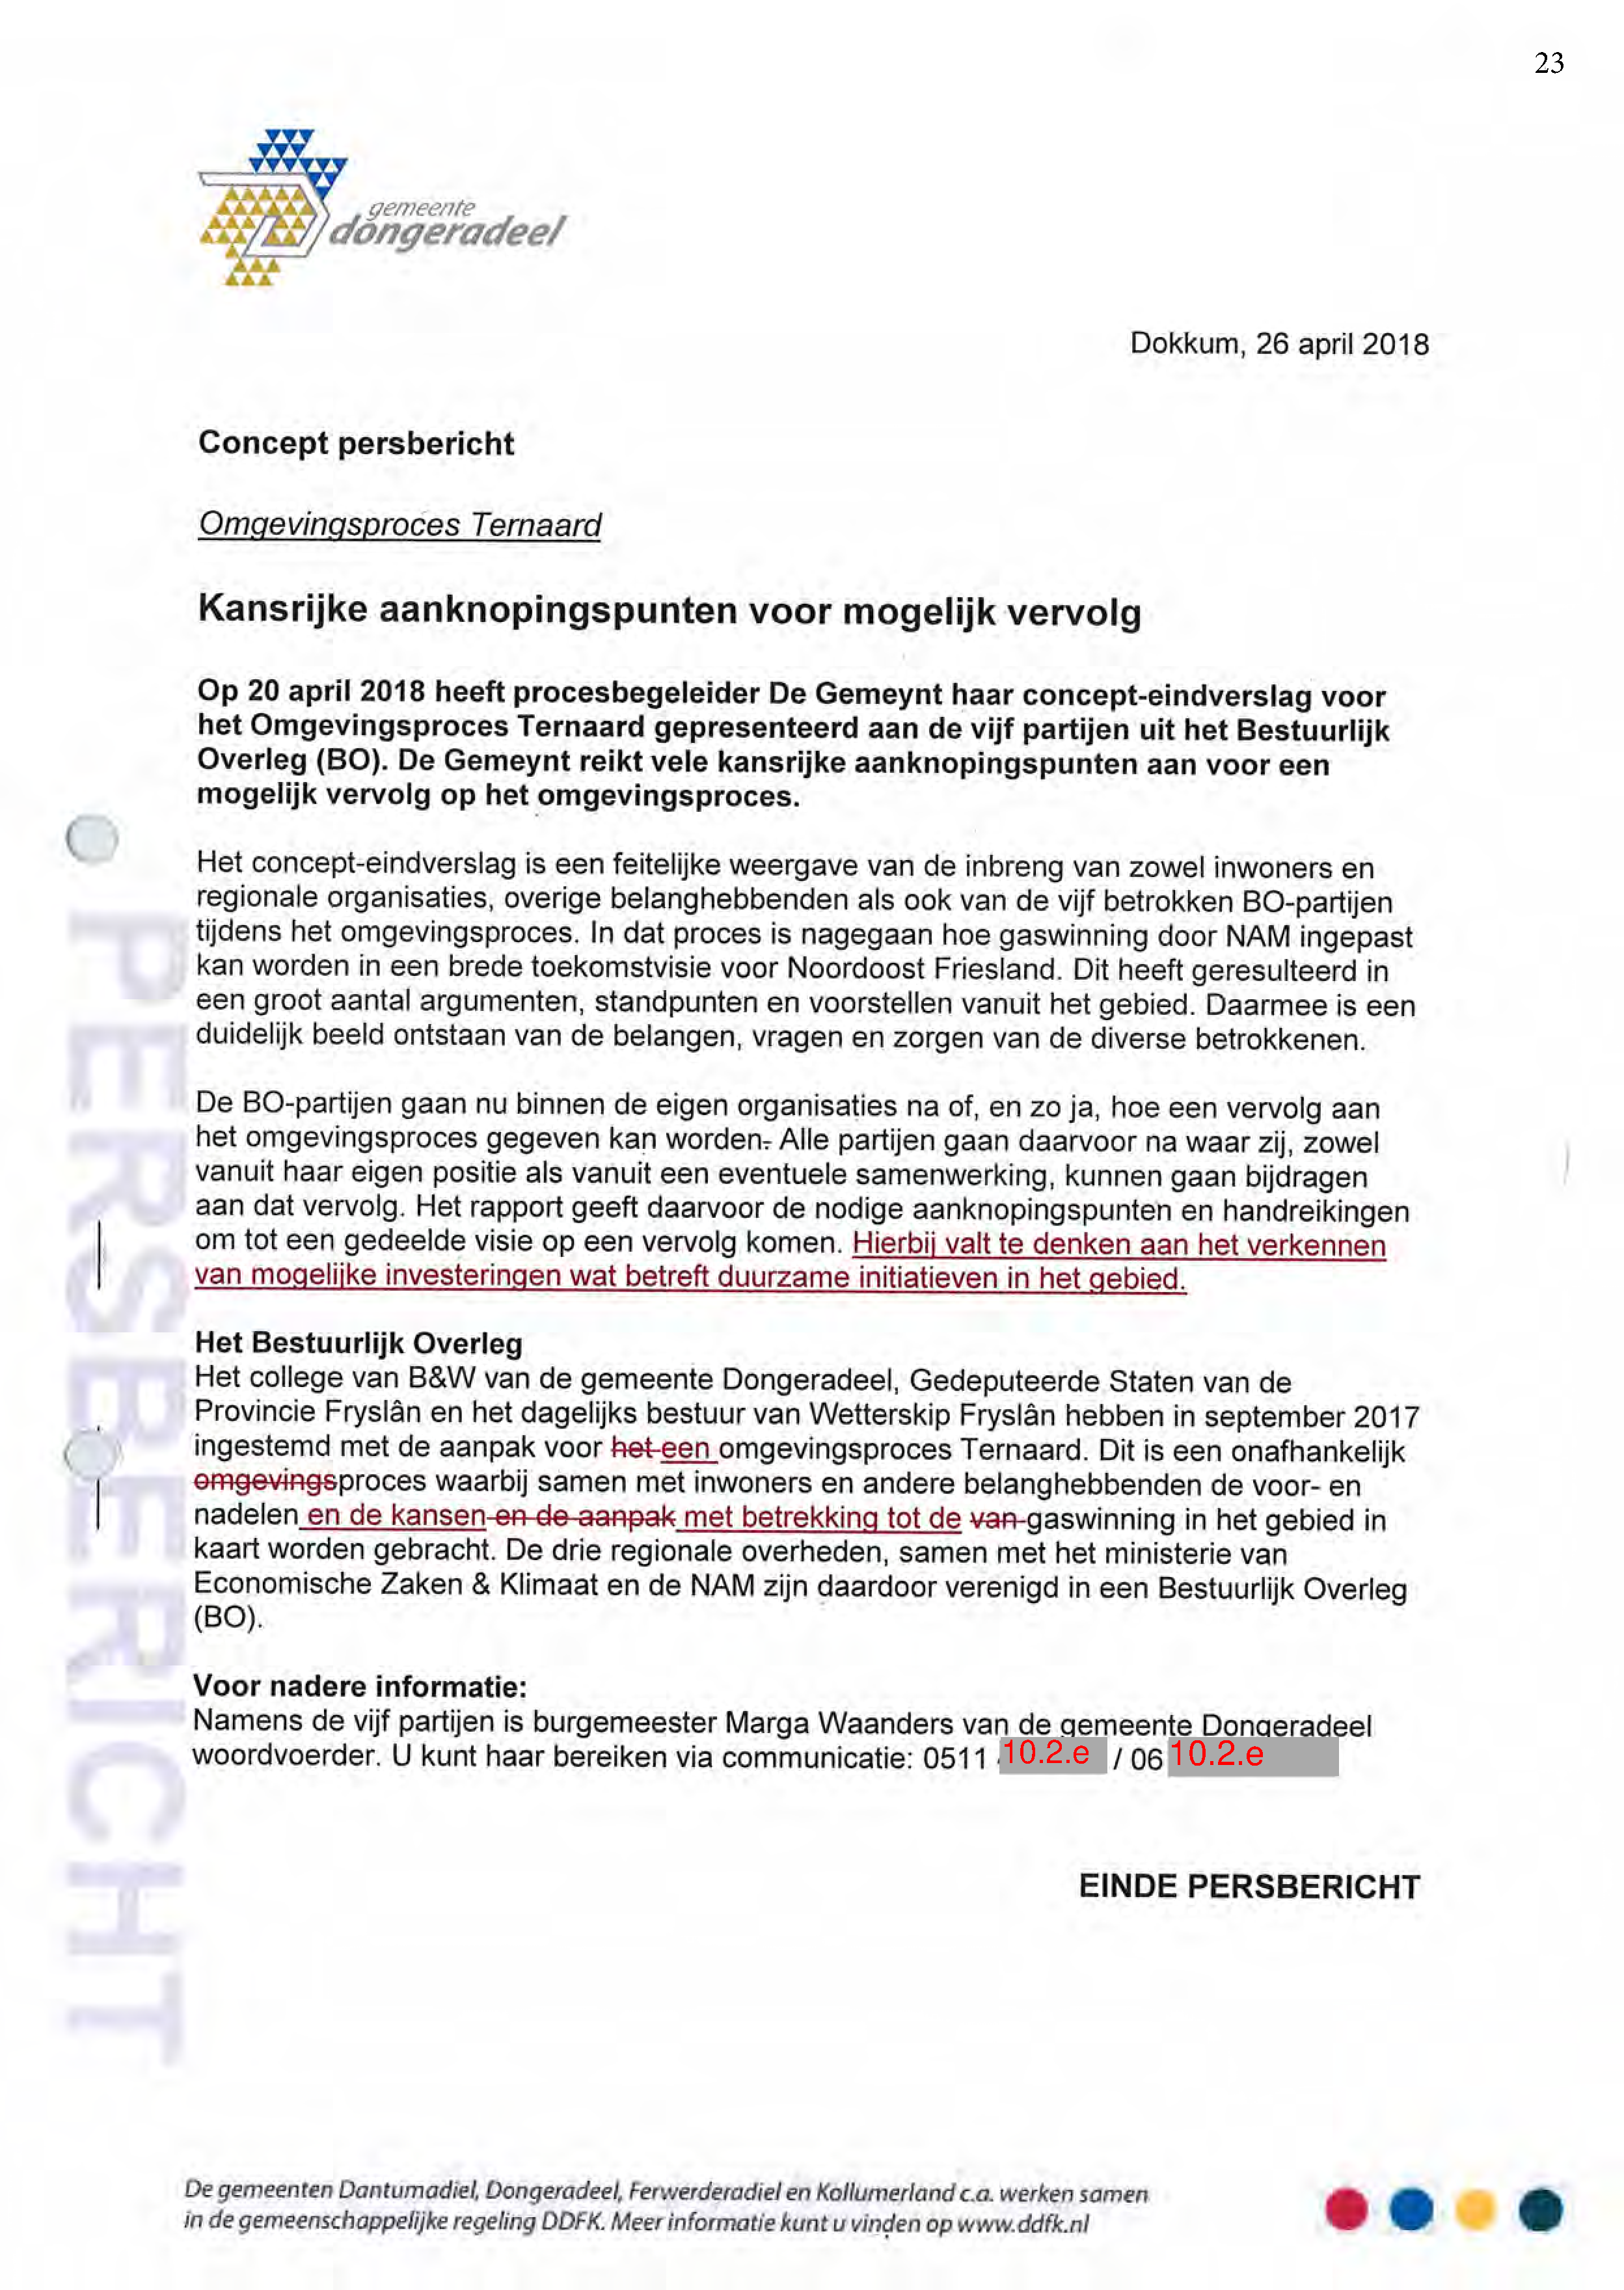 23
gemeente
dongeradeel
Dokkum, 26 april 2018
Concept persbericht
Omgevingsproces Ternaard
Kansrijke aanknopingspunten voor mogelijk vervolg
Op 20 april 2018 heeft procesbegeleider De Gemeynt haar concept-eindverslag voor
het Omgevingsproces Ternaard gepresenteerd aan de vijf partijen uit het Bestuurlijk
Overleg (BO). De Gemeynt reikt vele kansrijke aanknopingspunten aan voor een
mogelijk vervolg op het omgevingsproces.
Het concept-eindverslag is een feitelijke weergave van de inbreng van zowel inwoners en
regionale organisaties, overige belanghebbenden als ook van de vijf betrokken BO-partijen
tijdens het omgevingsproces. In dat proces is nagegaan hoe gaswinning door NAM ingepast
kan worden in een brede toekomstvisie voor Noordoost Friesland. Dit heeft geresulteerd in
een groot aantal argumenten, standpunten en voorstellen vanuit het gebied. Daarmee is een
duidelijk beeld ontstaan van de belangen, vragen en zorgen van de diverse betrokkenen.
De BO-partijen gaan nu binnen de eigen organisaties na of, en zo ja, hoe een vervolg aan
het omgevingsproces gegeven kan worden. Alle partijen gaan daarvoor na waar zij, zowel
vanuit haar eigen positie als vanuit een eventuele samenwerking, kunnen gaan bijdragen
aan dat vervolg. Het rapport geeft daarvoor de nodige aanknopingspunten en handreikingen
om tot een gedeelde visie op een vervolg komen. Hierbij valt te denken aan het verkennen
van mogelijke investeringen wat betreft duurzame initiatieven in het gebied.
Het Bestuurlijk Overleg
Het college van B&W van de gemeente Dongeradeel, Gedeputeerde Staten van de
Provincie Fryslân en het dagelijks bestuur van Wetterskip Fryslân hebben in september 2017
ingestemd met de aanpak voor het een omgevingsproces Ternaard. Dit is een onafhankelijk
omgevingsproces waarbij samen met inwoners en andere belanghebbenden de voor- en
nadelen en de kansen en de aanpak met betrekking tot de van gaswinning in het gebied in
kaart worden gebracht. De drie regionale overheden, samen met het ministerie van
Economische Zaken & Klimaat en de NAM zijn daardoor verenigd in een Bestuurlijk Overleg
(BO).
Voor nadere informatie:
Namens de vijf partijen is burgemeester Marga Waanders van de gemeente Dongeradeel
woordvoerder. U kunt haar bereiken via communicatie: 0511 10.2.e / 06 10.2.e
EINDE PERSBERICHT
PERSBERICHT
De gemeenten Dantumadiel, Dongeradeel, Ferwerderadiel en Kollumerland c.a. werken samen
in de gemeenschappelijke regeling DDFK. Meer informatie kunt u vinden op www.ddfk.nl